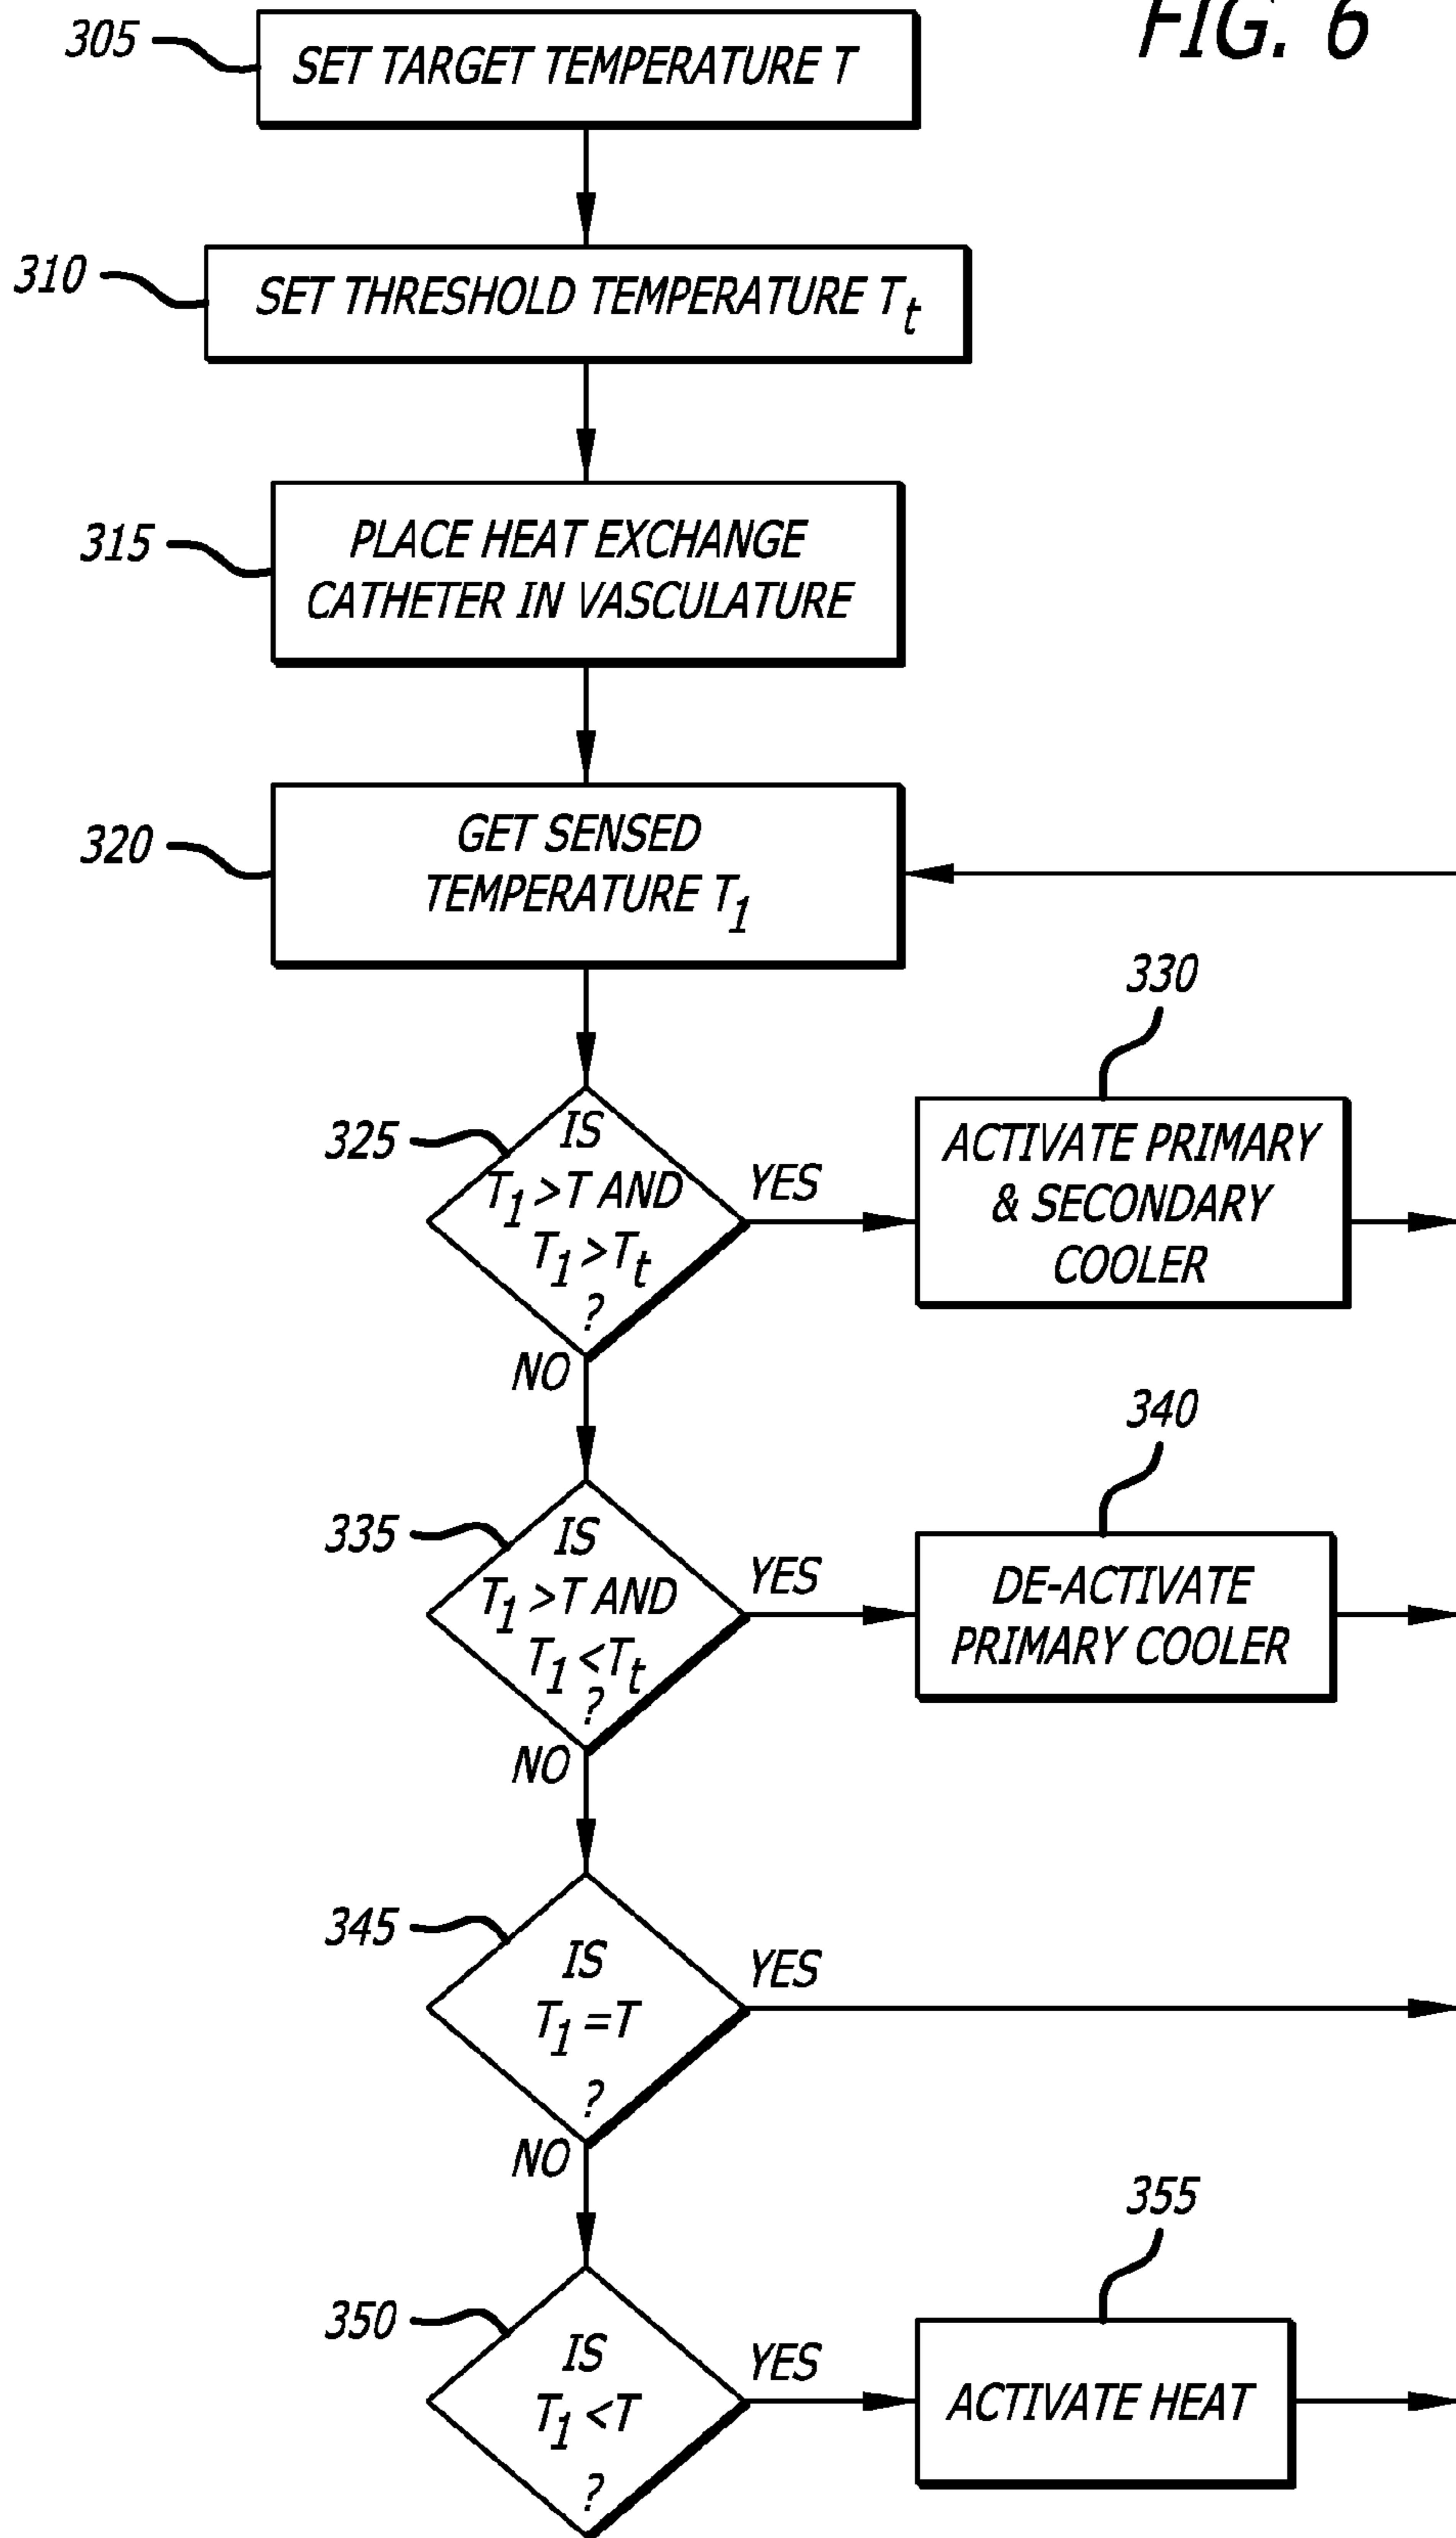 FIG. 6
305
SET TARGET TEMPERATURE T
310
SET THRESHOLD TEMPERATURE Tt
315
PLACE HEAT EXCHANGE
CATHETER IN VASCULATURE
320
GET SENSED
TEMPERATURE T1
325
IS
T1 >T AND
T1 >Tt
?
YES
NO
330
ACTIVATE PRIMARY
& SECONDARY
COOLER
335
IS
T1 >T AND
T1 <Tt
?
YES
NO
340
DE-ACTIVATE
PRIMARY COOLER
345
IS
T1 =T
?
YES
NO
350
IS
T1 <T
?
YES
355
ACTIVATE HEAT